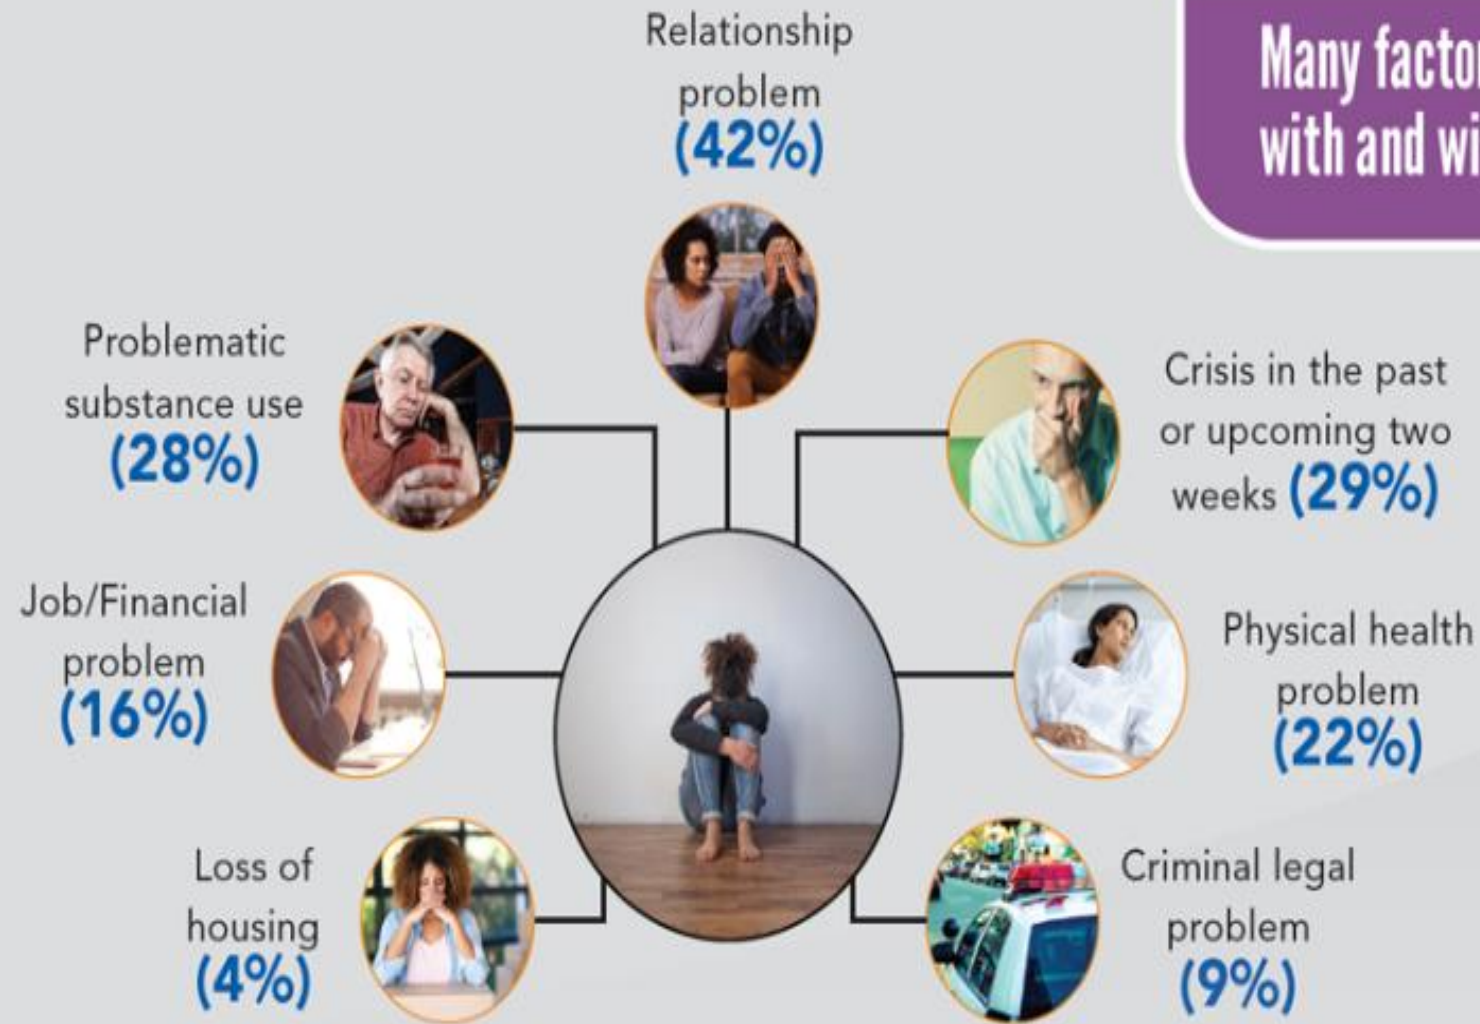 Relationship
problem
(42%)
Many facto
with and wi
Problematic
substance use
(28%)
Crisis in the past
or upcoming two
weeks (29%)
Job/Financial
problem
(16%)
Physical health
problem
(22%)
Loss of
housing
(4%)
Criminal legal
problem
(9%)